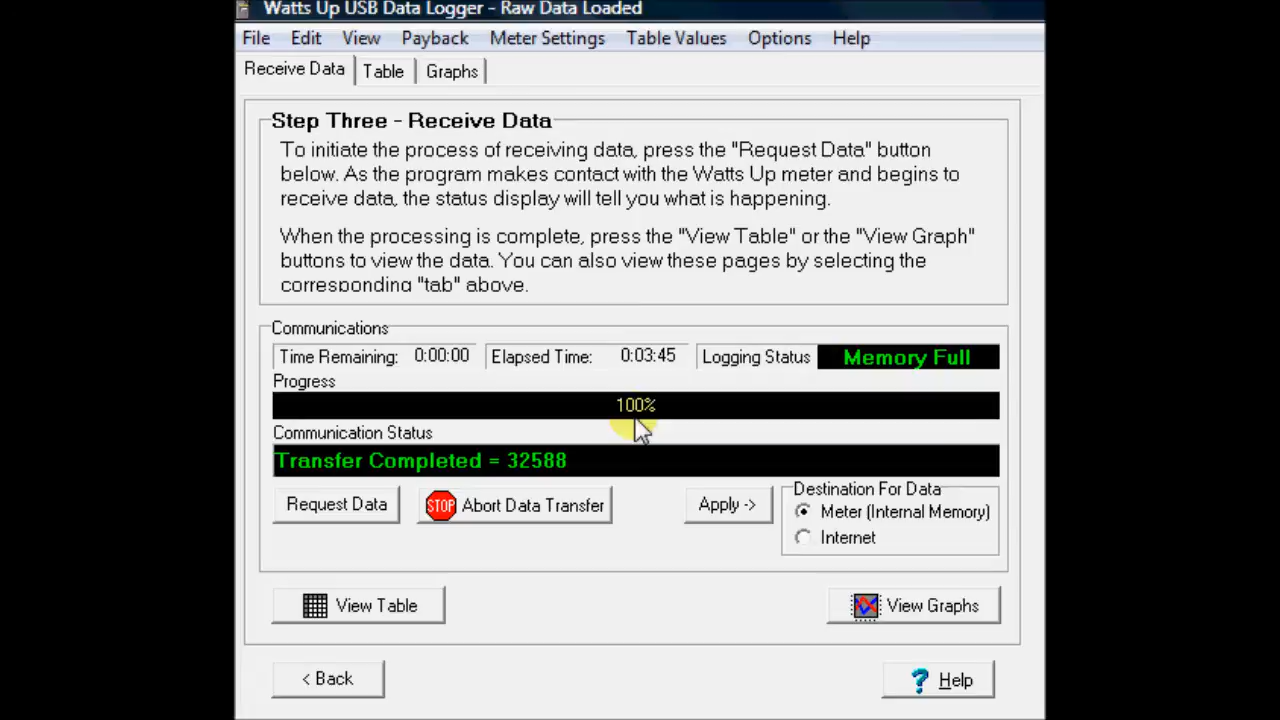 Watts Up USB Data Logger - Raw Data Loaded
File Edit View Payback Meter Settings Table Values Options Help
Receive Data Table Graphs
Step Three - Receive Data
To initiate the process of receiving data, press the "Request Data" button
below. As the program makes contact with the Watts Up meter and begins to
receive data, the status display will tell you what is happening.
When the processing is complete, press the "View Table" or the "View Graph"
buttons to view the data. You can also view these pages by selecting the
corresponding "tab" above.
Communications
Time Remaining: 0:00:00 Elapsed Time: 0:03:45 Logging Status Memory Full
Progress
100%
Communication Status
Transfer Completed = 32588
Request Data STOP Abort Data Transfer Apply ->
Destination For Data
Meter (Internal Memory)
Internet
View Table View Graphs
< Back Help